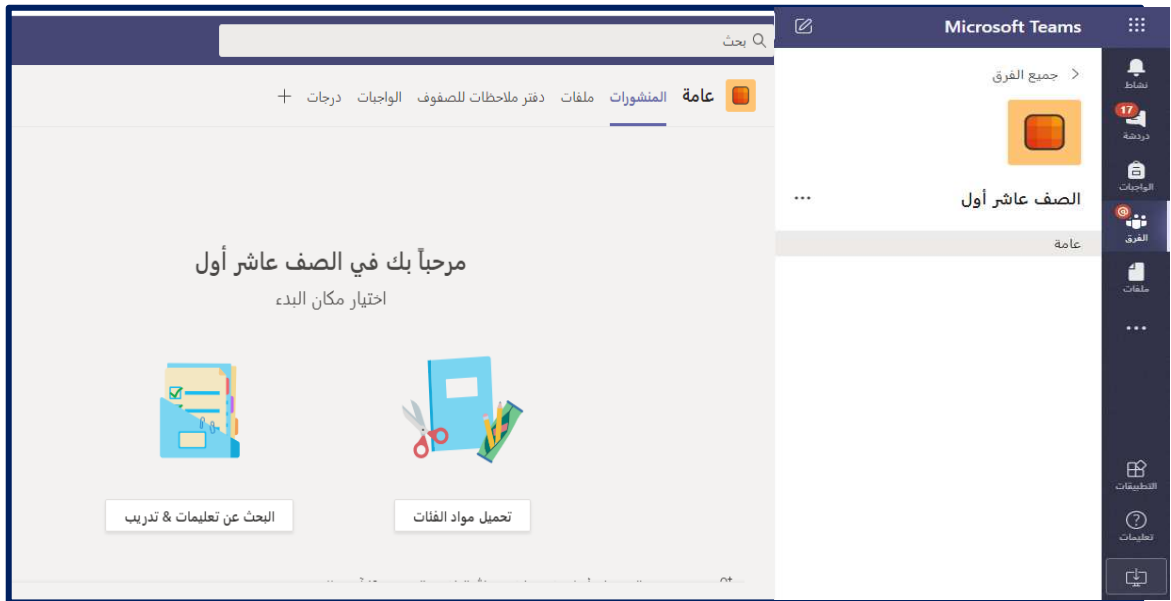 Microsoft Teams
بحث
نشاط
17
دردشة
الواجبات
@
الفرق
ملفات
التطبيقات
تعليمات
جميع الفرق
الصف عاشر أول
عامة
عامة المنشورات ملفات دفتر ملاحظات للصفوف الواجبات درجات +
مرحباً بك في الصف عاشر أول
اختيار مكان البدء
تحميل مواد الفئات
البحث عن تعليمات & تدريب